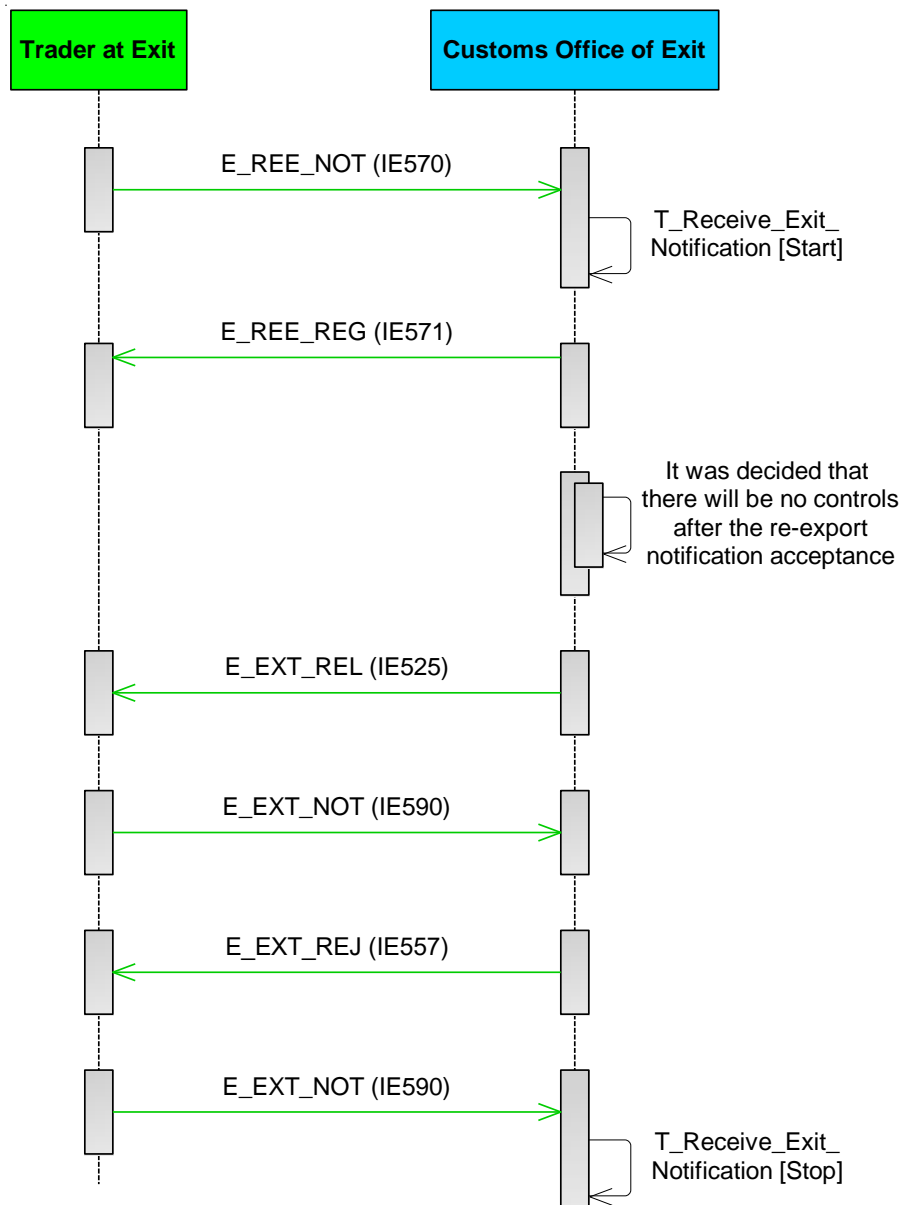 Trader at Exit
Customs Office of Exit
E_REE_NOT (IE570)
T_Receive_Exit_
Notification [Start]
E_REE_REG (IE571)
It was decided that
there will be no controls
after the re-export
notification acceptance
E_EXT_REL (IE525)
E_EXT_NOT (IE590)
E_EXT_REJ (IE557)
E_EXT_NOT (IE590)
T_Receive_Exit_
Notification [Stop]